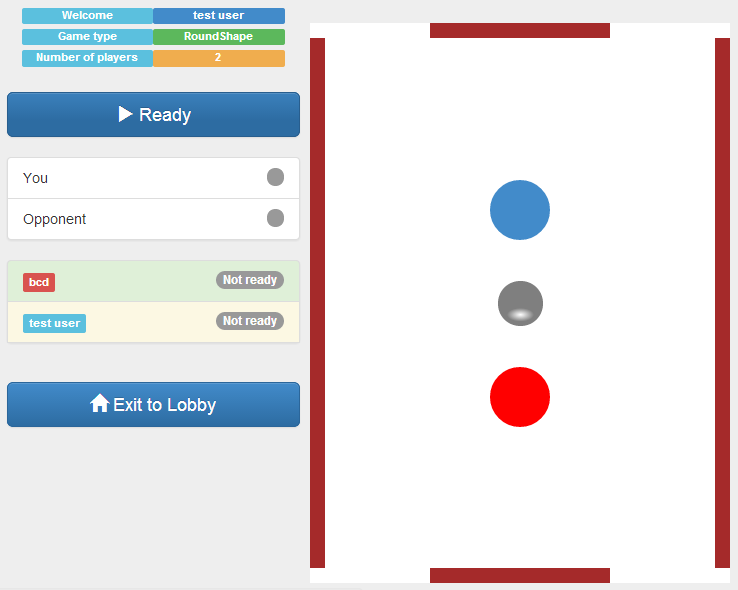 Welcome test user
Game type RoundShape
Number of players 2
Ready
You
Opponent
bcd Not ready
test user Not ready
Exit to Lobby